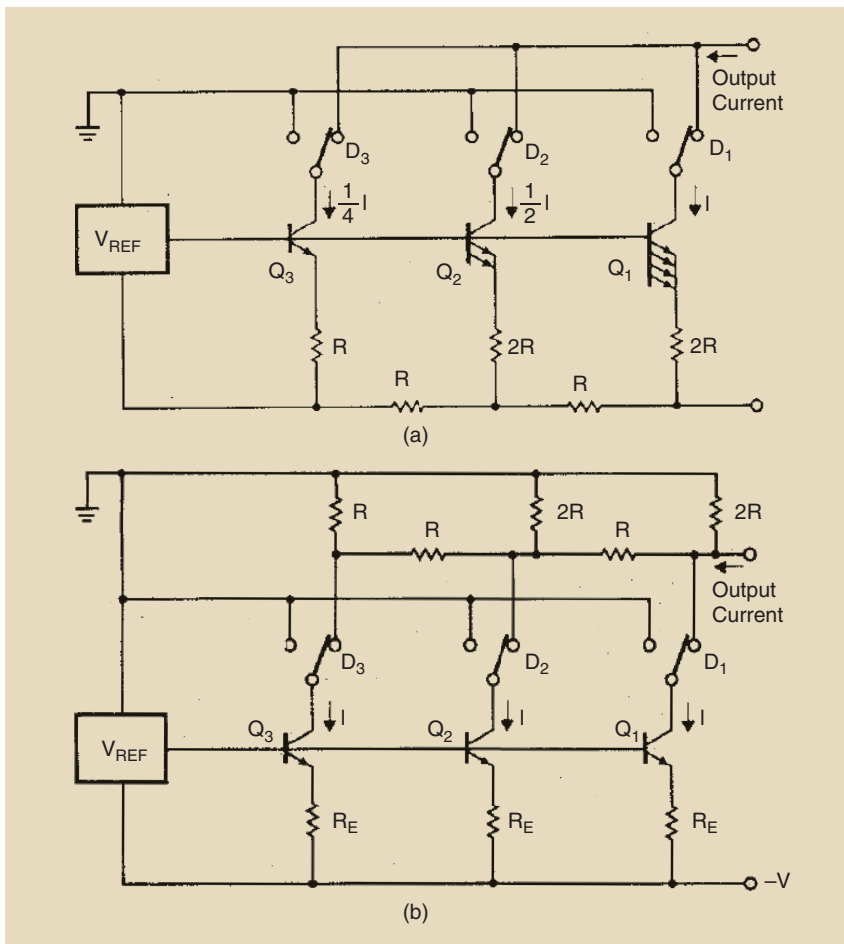 Output
Current
D3
D2
D1
1/4 I
1/2 I
I
VREF
Q3
Q2
Q1
R
2R
2R
R
R
(a)
R
2R
2R
R
R
Output
Current
D3
D2
D1
I
I
I
VREF
Q3
Q2
Q1
RE
RE
RE
–V
(b)